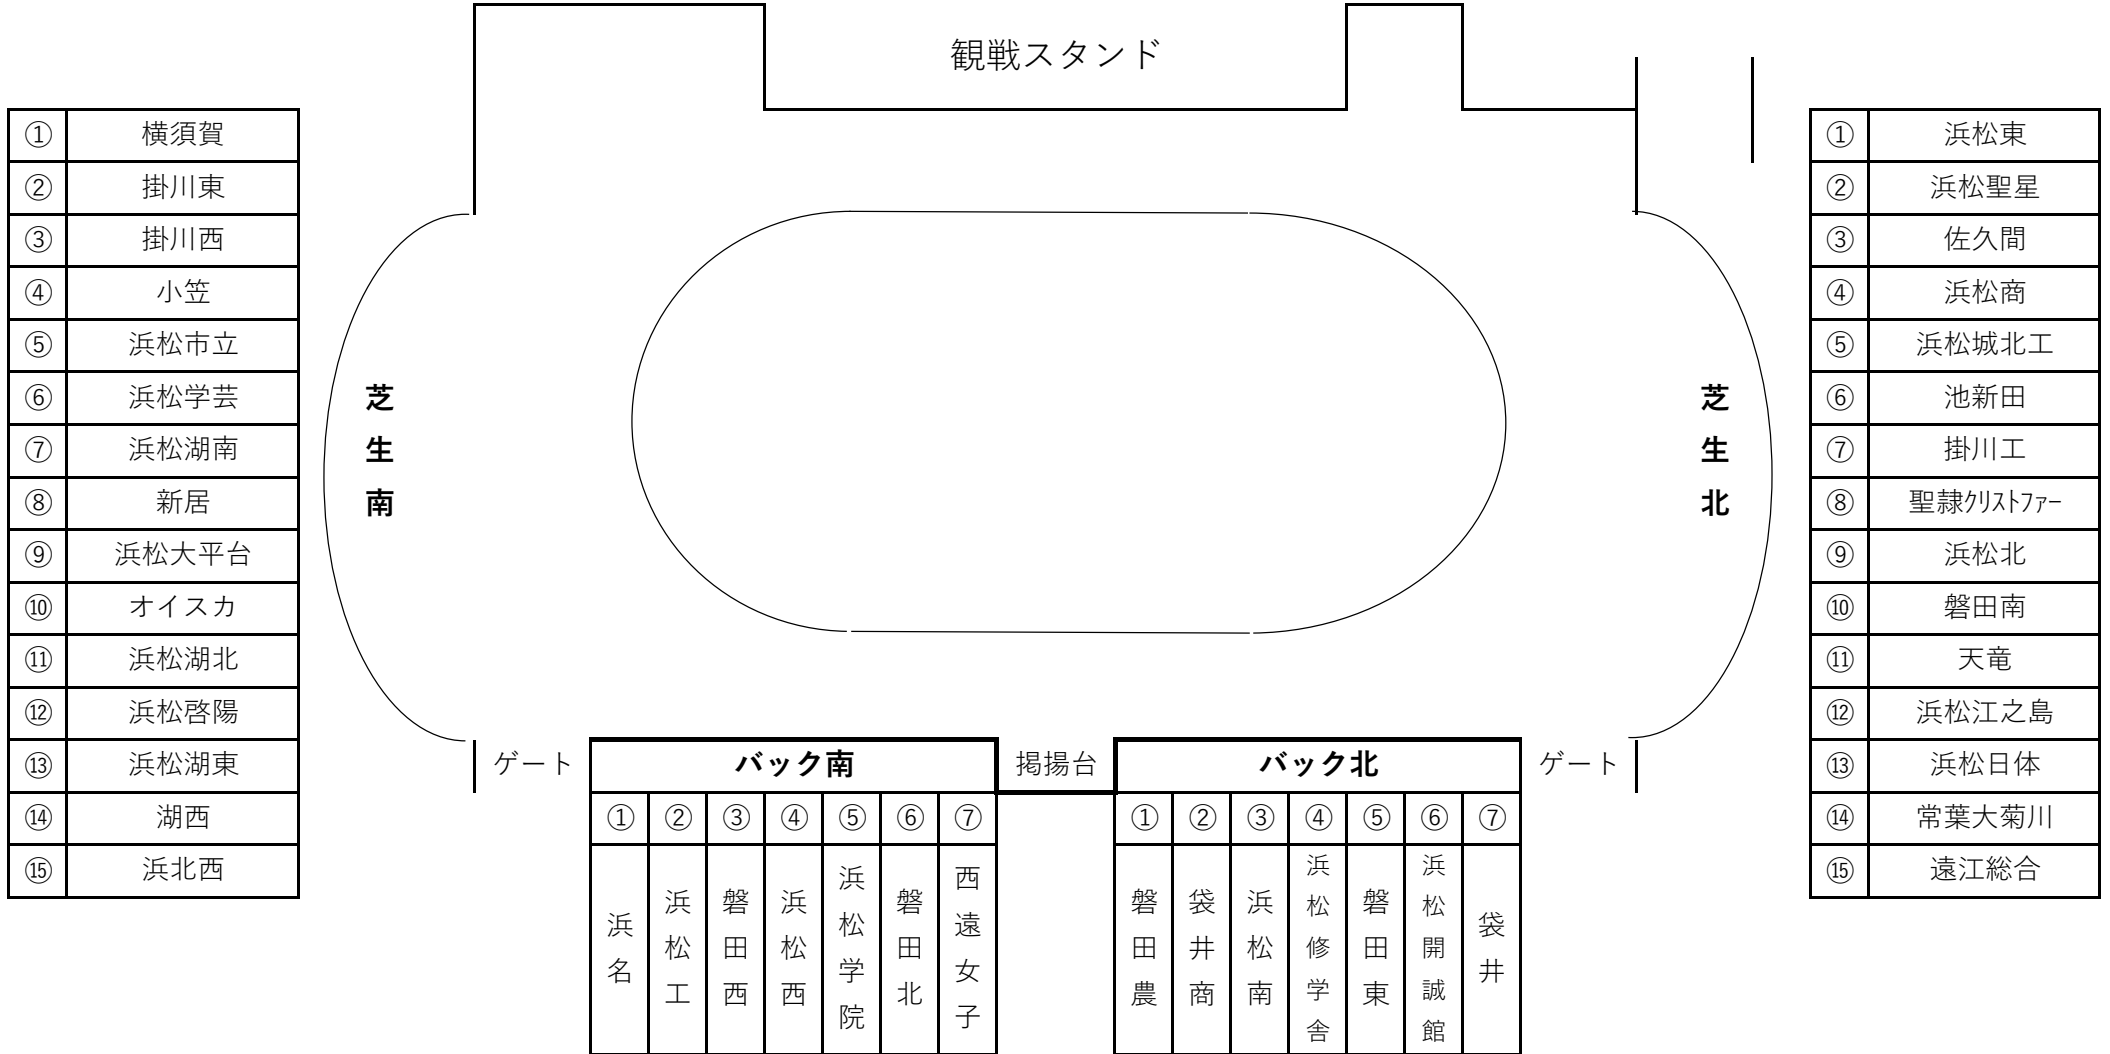 観戦スタンド
① 横須賀
② 掛川東
③ 掛川西
④ 小笠
⑤ 浜松市立
⑥ 浜松学芸
⑦ 浜松湖南
⑧ 新居
⑨ 浜松大平台
⑩ オイスカ
⑪ 浜松湖北
⑫ 浜松啓陽
⑬ 浜松湖東
⑭ 湖西
⑮ 浜北西
芝生南
芝生北
① 浜松東
② 浜松聖星
③ 佐久間
④ 浜松商
⑤ 浜松城北工
⑥ 池新田
⑦ 掛川工
⑧ 聖隷ｸﾘｽﾄﾌｧｰ
⑨ 浜松北
⑩ 磐田南
⑪ 天竜
⑫ 浜松江之島
⑬ 浜松日体
⑭ 常葉大菊川
⑮ 遠江総合
ゲート
バック南
掲揚台
バック北
ゲート
① 浜名
② 浜松工
③ 磐田西
④ 浜松西
⑤ 浜松学院
⑥ 磐田北
⑦ 西遠女子
① 磐田農
② 袋井商
③ 浜松南
④ 浜松修学舎
⑤ 磐田東
⑥ 浜松開誠館
⑦ 袋井